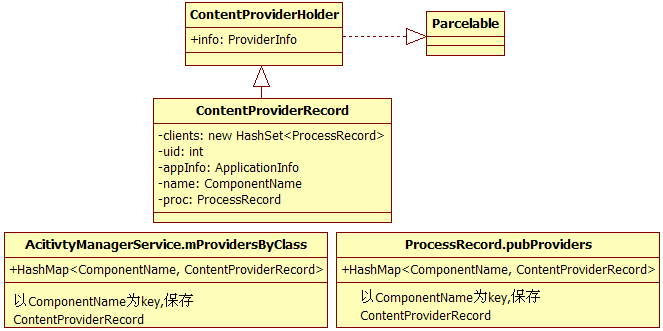 ContentProviderHolder
+info: ProviderInfo
Parcelable
ContentProviderRecord
-clients: new HashSet<ProcessRecord>
-uid: int
-appInfo: ApplicationInfo
-name: ComponentName
-proc: ProcessRecord
AcitivtyManagerService.mProvidersByClass
+HashMap<ComponentName, ContentProviderRecord>
以ComponentName为key,保存
ContentProviderRecord
ProcessRecord.pubProviders
+HashMap<ComponentName, ContentProviderRecord>
以ComponentName为key,保存
ContentProviderRecord